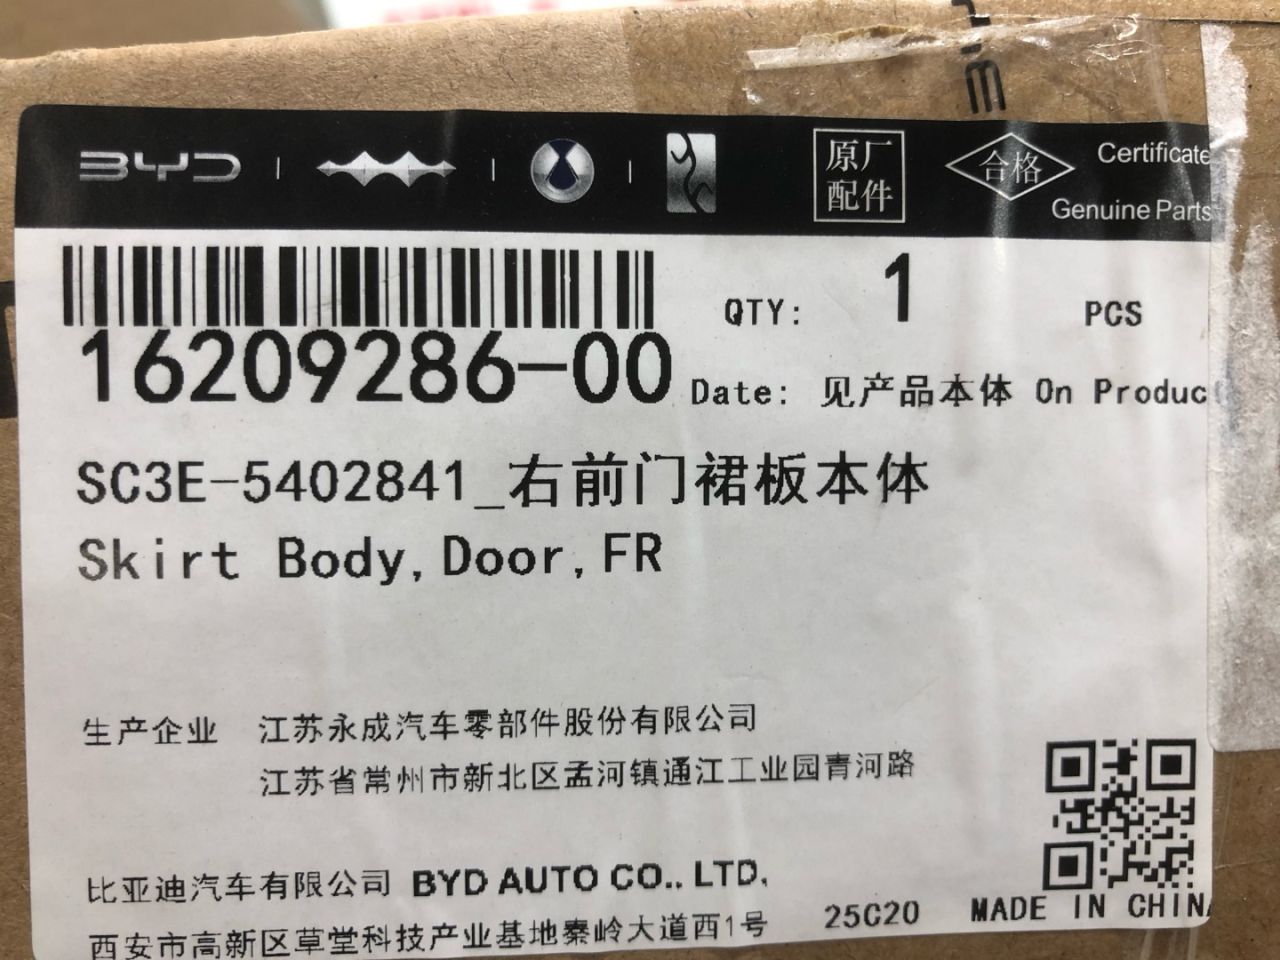 BYD
原厂
配件
合格
Certificate
Genuine Parts
16209286-00
QTY: 1 PCS
Date: 见产品本体 On Produc
SC3E-5402841_右前门裙板本体
Skirt Body,Door,FR
生产企业 江苏永成汽车零部件股份有限公司
江苏省常州市新北区孟河镇通江工业园青河路
比亚迪汽车有限公司 BYD AUTO CO., LTD.
西安市高新区草堂科技产业基地秦岭大道西1号
25C20 MADE IN CHINA